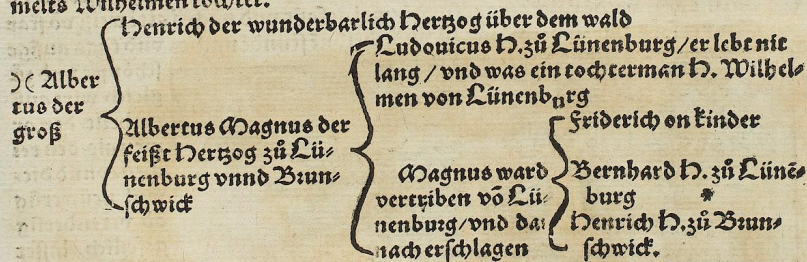 melts Wilhelmen tochter.
Henrich der wunderbarlich Hertzog über dem wald
Ludouicus H. zů Lünenburg/er lebt nit
lang/vnd was ein tochterman H. Wilhel⸗
men von Lünenburg
)( Alber
tus der
groß
Albertus Magnus der
feißt Hertzog zů Lü⸗
nenburg vnnd Brun⸗
schwick
Magnus ward
vertriben võ Lü⸗
nenburg/vnd dar
nach erschlagen
Friderich on kinder
Bernhard H. zů Lünẽ⸗
burg
Henrich H. zů Brun⸗
schwick.